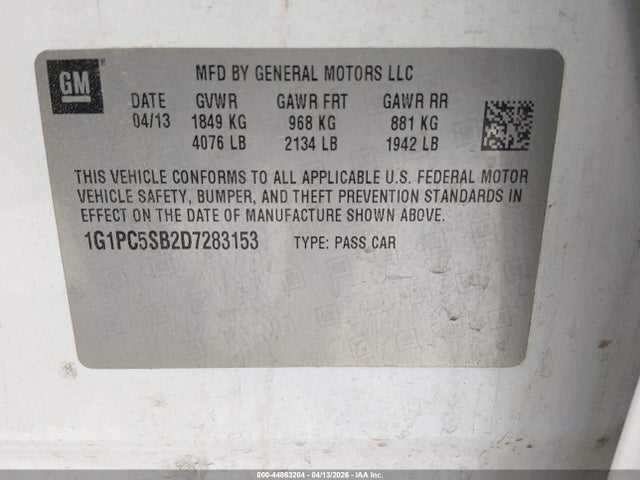 GM
MFD BY GENERAL MOTORS LLC
DATE GVWR GAWR FRT GAWR RR
04/13 1849 KG 968 KG 881 KG
4076 LB 2134 LB 1942 LB
THIS VEHICLE CONFORMS TO ALL APPLICABLE U.S. FEDERAL MOTOR
VEHICLE SAFETY, BUMPER, AND THEFT PREVENTION STANDARDS IN
EFFECT ON THE DATE OF MANUFACTURE SHOWN ABOVE.
1G1PC5SB2D7283153 TYPE: PASS CAR
000-44863204 | 04/13/2026 | IAA Corp.